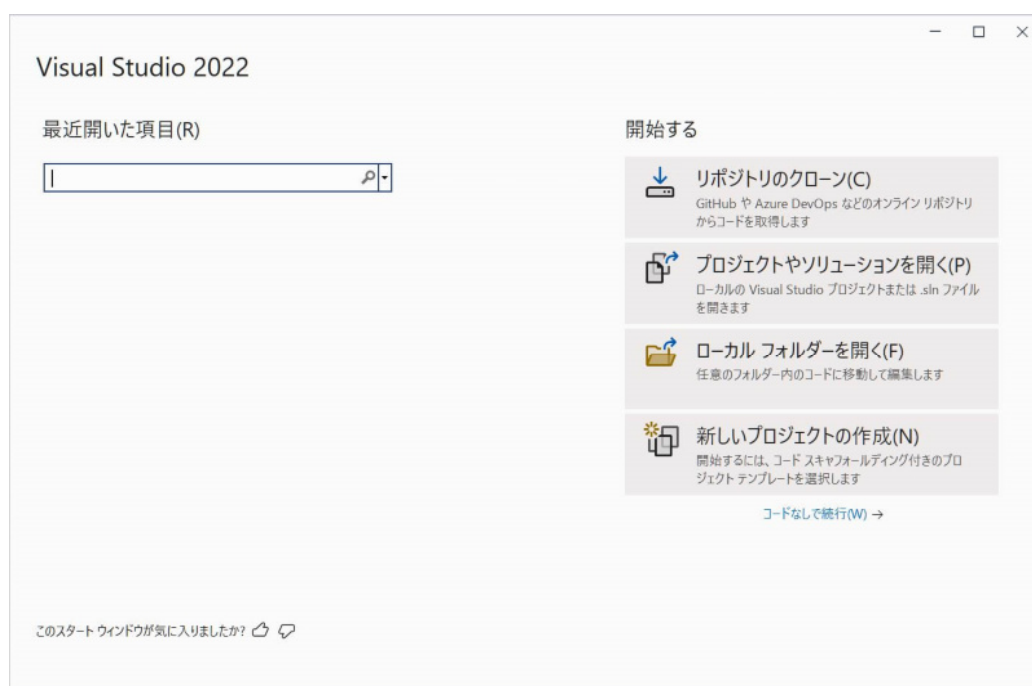 Visual Studio 2022
最近開いた項目(R)
開始する
リポジトリのクローン(C)
GitHub や Azure DevOps などのオンライン リポジトリ
からコードを取得します
プロジェクトやソリューションを開く(P)
ローカルの Visual Studio プロジェクトまたは .sln ファイル
を開きます
ローカル フォルダーを開く(F)
任意のフォルダー内のコードに移動して編集します
新しいプロジェクトの作成(N)
開始するには、コード スキャフォールディング付きのプロ
ジェクト テンプレートを選択します
コードなしで続行(W) →
このスタート ウィンドウが気に入りましたか?